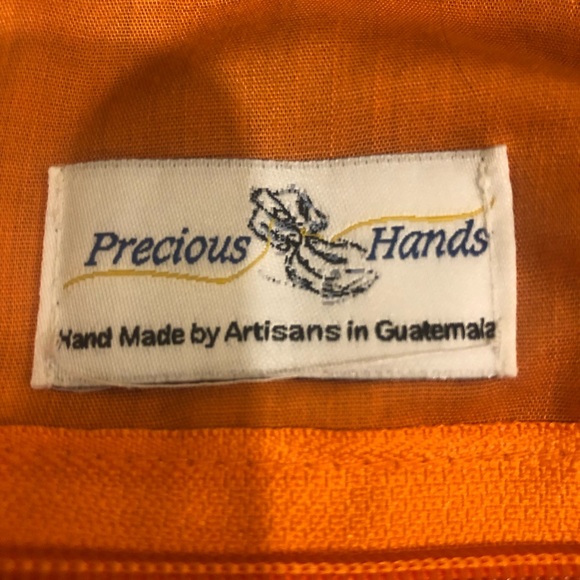 Precious Hands
Hand Made by Artisans in Guatemala